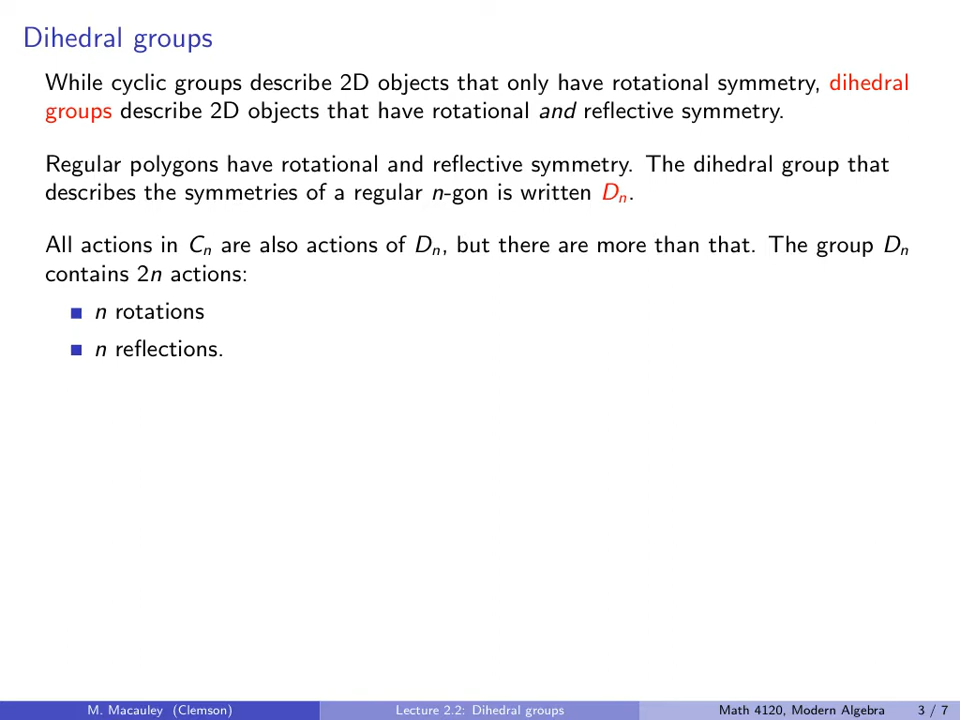 Dihedral groups
While cyclic groups describe 2D objects that only have rotational symmetry, dihedral
groups describe 2D objects that have rotational and reflective symmetry.
Regular polygons have rotational and reflective symmetry. The dihedral group that
describes the symmetries of a regular n-gon is written Dₙ.
All actions in Cₙ are also actions of Dₙ, but there are more than that. The group Dₙ
contains 2n actions:
n rotations
n reflections.
M. Macauley (Clemson)
Lecture 2.2: Dihedral groups
Math 4120, Modern Algebra
3 / 7